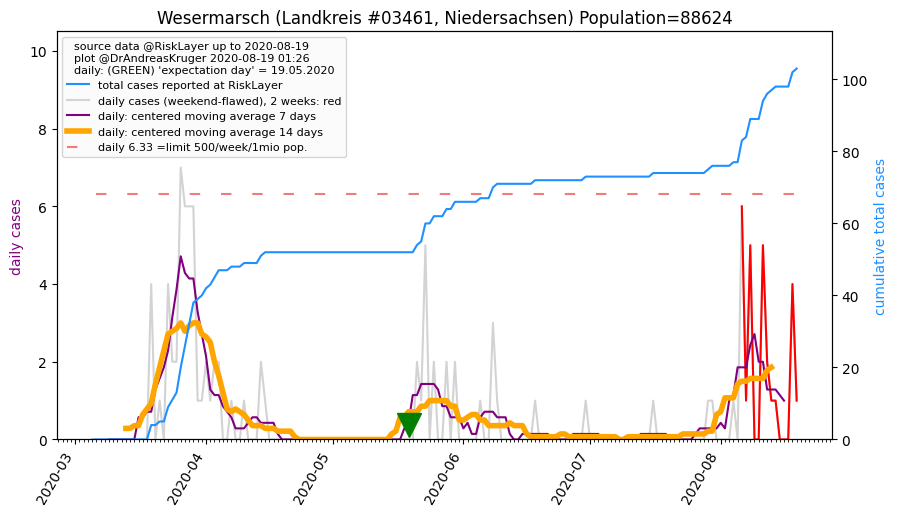 Wesermarsch (Landkreis #03461, Niedersachsen) Population=88624
source data @RiskLayer up to 2020-08-19
plot @DrAndreasKruger 2020-08-19 01:26
daily: (GREEN) 'expectation day' = 19.05.2020
total cases reported at RiskLayer
daily cases (weekend-flawed), 2 weeks: red
daily: centered moving average 7 days
daily: centered moving average 14 days
daily 6.33 =limit 500/week/1mio pop.
daily cases
10
8
6
4
2
0
cumulative total cases
100
80
60
40
20
0
2020-03
2020-04
2020-05
2020-06
2020-07
2020-08